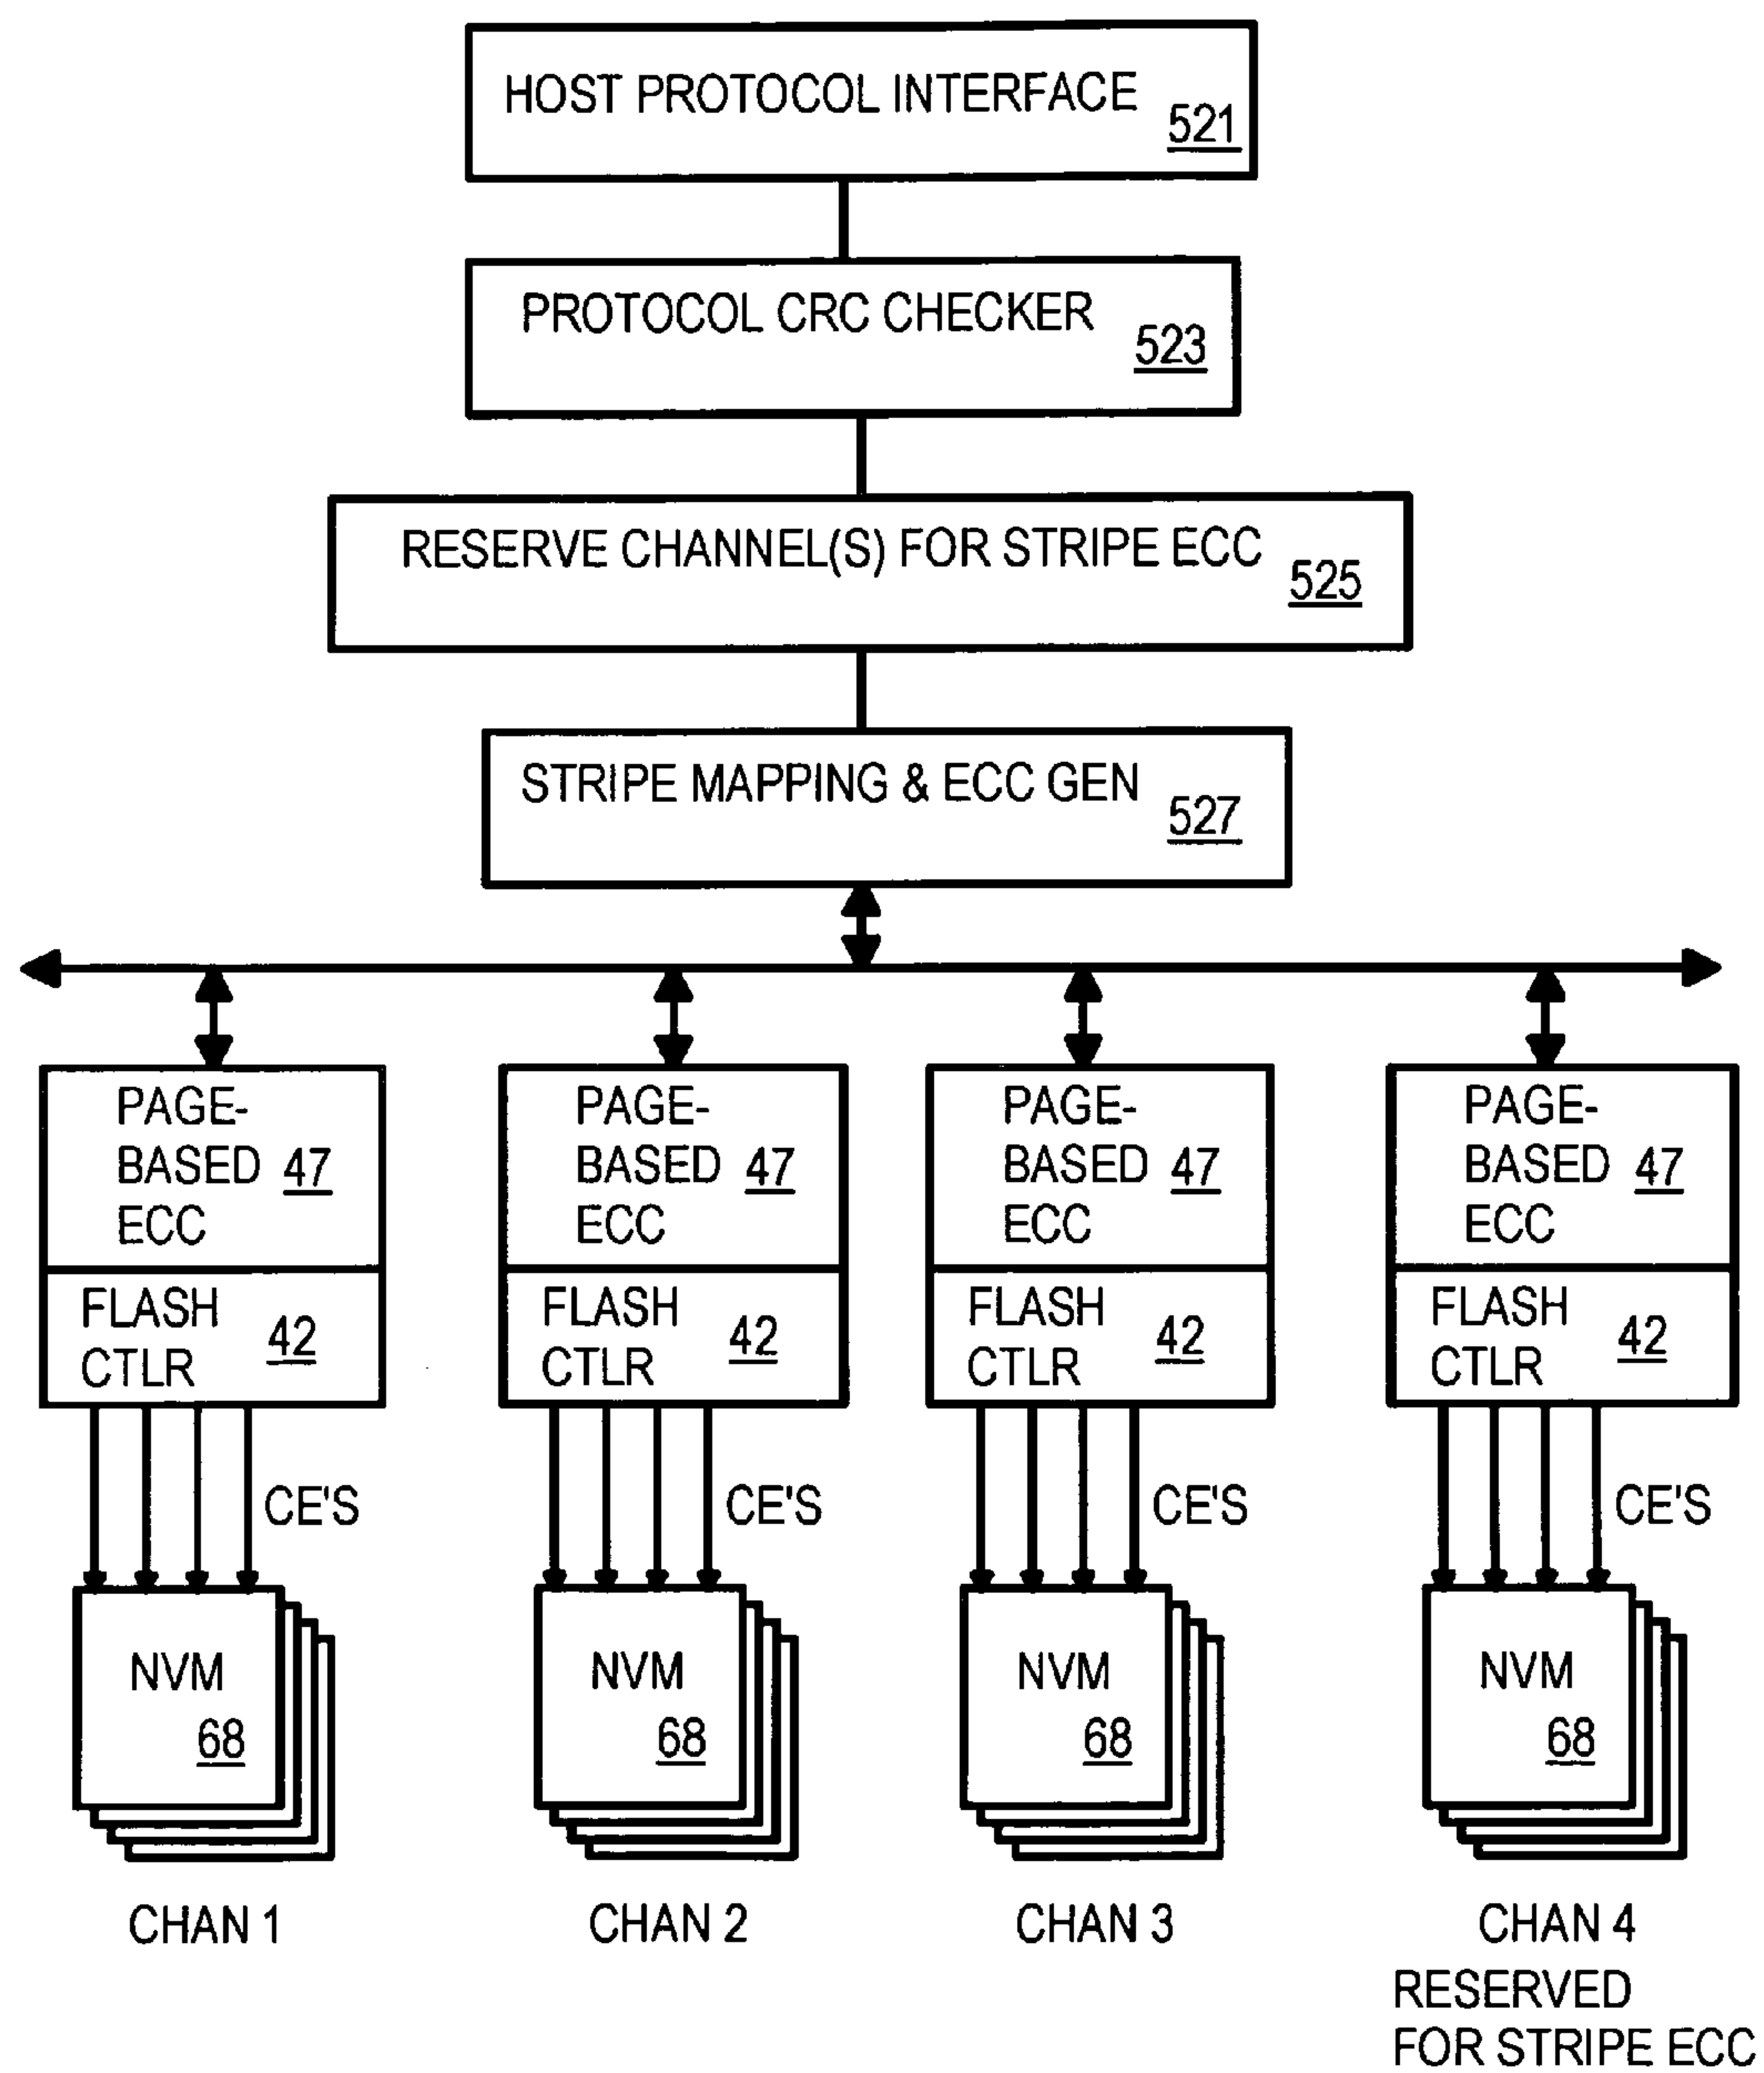 HOST PROTOCOL INTERFACE
521
PROTOCOL CRC CHECKER
523
RESERVE CHANNEL(S) FOR STRIPE ECC
525
STRIPE MAPPING & ECC GEN
527
PAGE-
BASED 47
ECC
FLASH
CTLR
42
CE'S
NVM
68
CHAN 1
PAGE-
BASED 47
ECC
FLASH
CTLR
42
CE'S
NVM
68
CHAN 2
PAGE-
BASED 47
ECC
FLASH
CTLR
42
CE'S
NVM
68
CHAN 3
PAGE-
BASED 47
ECC
FLASH
CTLR
42
CE'S
NVM
68
CHAN 4
RESERVED
FOR STRIPE ECC